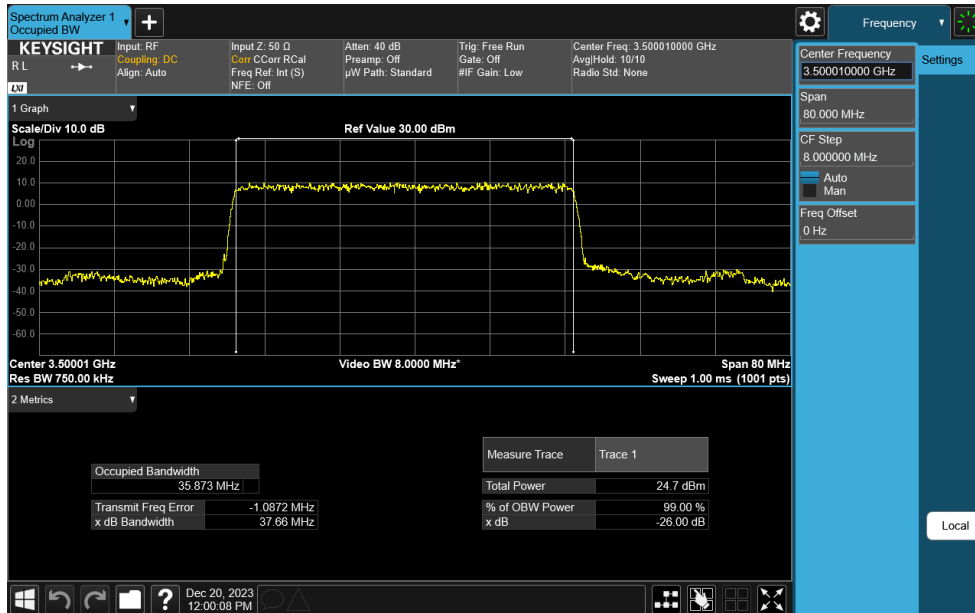 Spectrum Analyzer 1
Occupied BW
Frequency
KEYSIGHT
Input: RF
Input Z: 50 Ω
Atten: 40 dB
Trig: Free Run
Center Freq: 3.500010000 GHz
R L
Coupling: DC
Corr CCorr RCal
Preamp: Off
Gate: Off
Avg|Hold: 10/10
Align: Auto
Freq Ref: Int (S)
µW Path: Standard
#IF Gain: Low
Radio Std: None
LXI
NFE: Off
Center Frequency
3.500010000 GHz
Settings
Span
80.000 MHz
CF Step
8.000000 MHz
Auto
Man
Freq Offset
0 Hz
Local
1 Graph
Scale/Div 10.0 dB
Ref Value 30.00 dBm
Log
20.0
10.0
0.00
-10.0
-20.0
-30.0
-40.0
-50.0
-60.0
Center 3.50001 GHz
Video BW 8.0000 MHz*
Span 80 MHz
Res BW 750.00 kHz
Sweep 1.00 ms (1001 pts)
2 Metrics
Measure Trace
Trace 1
Occupied Bandwidth
35.873 MHz
Total Power
24.7 dBm
Transmit Freq Error
-1.0872 MHz
% of OBW Power
99.00 %
x dB Bandwidth
37.66 MHz
x dB
-26.00 dB
?
Dec 20, 2023
12:00:08 PM